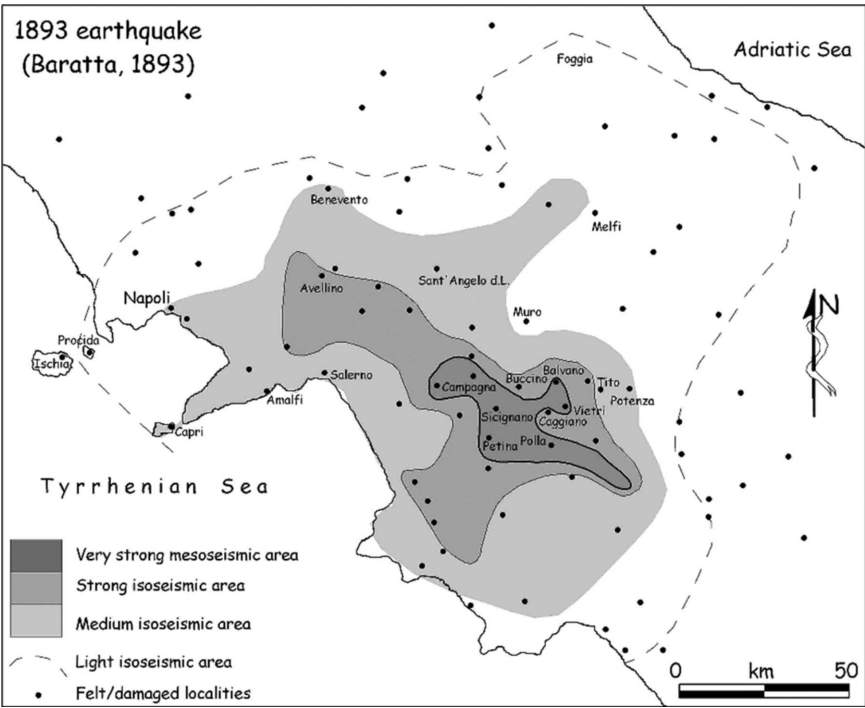 1893 earthquake
(Baratta, 1893)
Adriatic Sea
Foggia
Benevento
Melfi
Sant'Angelo d.L.
Avellino
Napoli
N
Muro
Procida
Ischia
Salerno
Balvano
Buccino
Campagna
Tito
Potenza
Amalfi
Sicignano
Vietri
Caggiano
Capri
Petina
Polla
Tyrrhenian Sea
Very strong mesoseismic area
Strong isoseismic area
Medium isoseismic area
Light isoseismic area
Felt/damaged localities
0 km 50